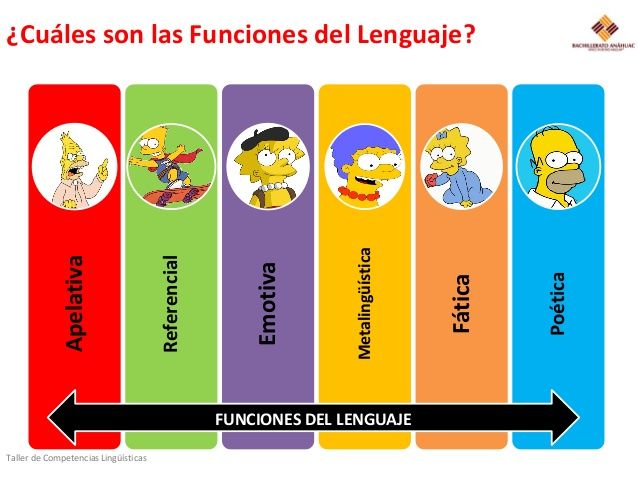 ¿Cuáles son las Funciones del Lenguaje?
BACHILLERATO ANÁHUAC
Apelativa
Referencial
Emotiva
Metalingüística
Fática
Poética
FUNCIONES DEL LENGUAJE
Taller de Competencias Lingüísticas